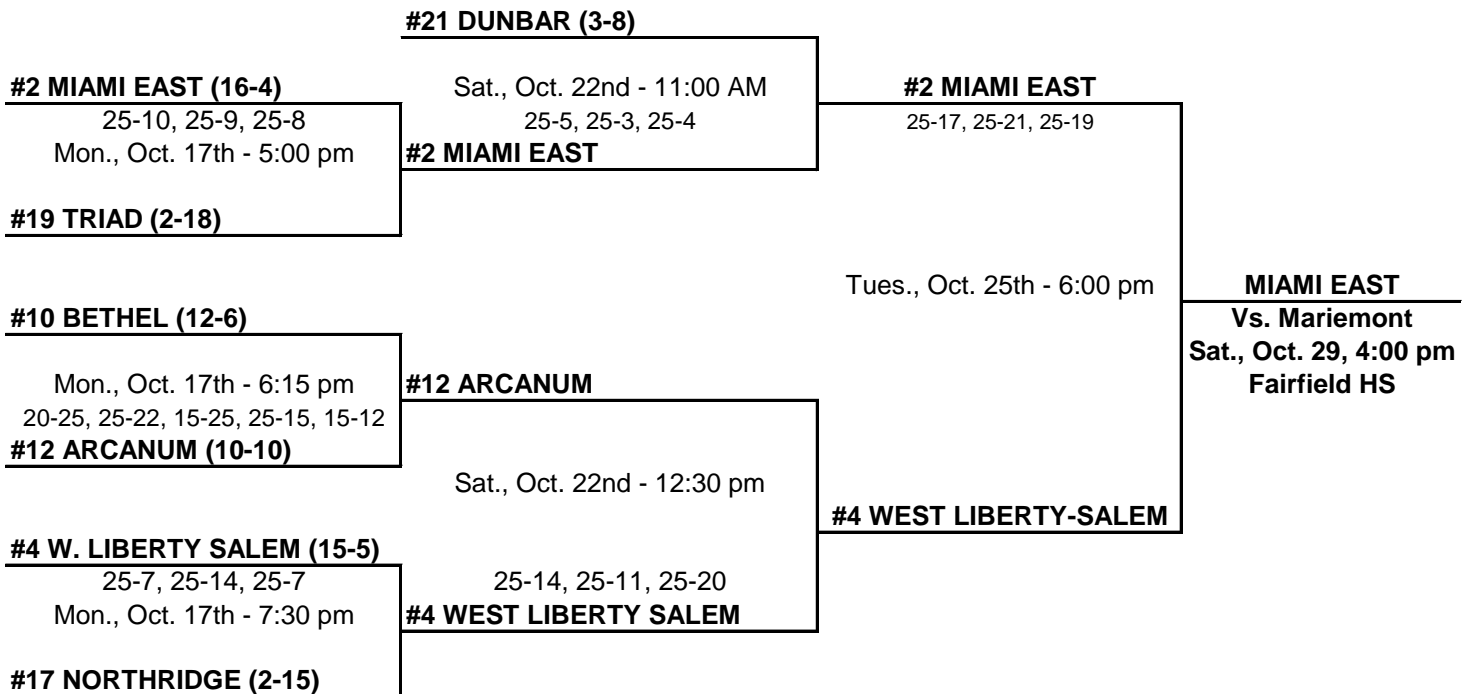 #21 DUNBAR (3-8)
#2 MIAMI EAST (16-4)
Sat., Oct. 22nd - 11:00 AM
#2 MIAMI EAST
25-10, 25-9, 25-8
25-5, 25-3, 25-4
25-17, 25-21, 25-19
Mon., Oct. 17th - 5:00 pm
#2 MIAMI EAST
#19 TRIAD (2-18)
Tues., Oct. 25th - 6:00 pm
MIAMI EAST
#10 BETHEL (12-6)
Vs. Mariemont
Sat., Oct. 29, 4:00 pm
Mon., Oct. 17th - 6:15 pm
#12 ARCANUM
Fairfield HS
20-25, 25-22, 15-25, 25-15, 15-12
#12 ARCANUM (10-10)
Sat., Oct. 22nd - 12:30 pm
#4 WEST LIBERTY-SALEM
#4 W. LIBERTY SALEM (15-5)
25-7, 25-14, 25-7
25-14, 25-11, 25-20
Mon., Oct. 17th - 7:30 pm
#4 WEST LIBERTY SALEM
#17 NORTHRIDGE (2-15)